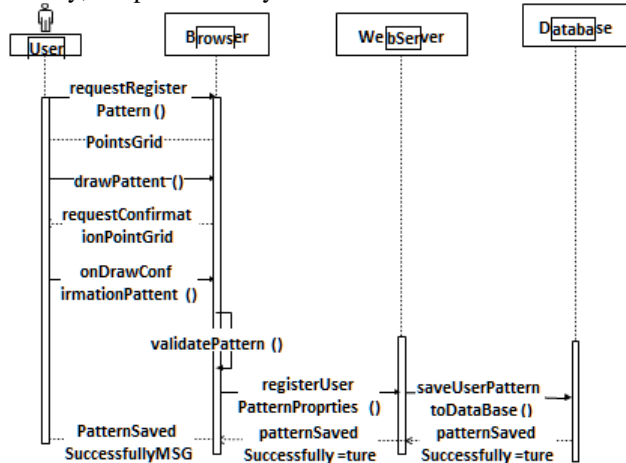 User
Browser
WebServer
Database
requestRegister
Pattern ()
PointsGrid
drawPattent ()
requestConfirmat
ionPointGrid
onDrawConf
irmationPattent ()
validatePattern ()
registerUser
PatternProprties ()
saveUserPattern
toDataBase ()
PatternSaved
SuccessfullyMSG
patternSaved
Successfully =ture
patternSaved
Successfully =ture